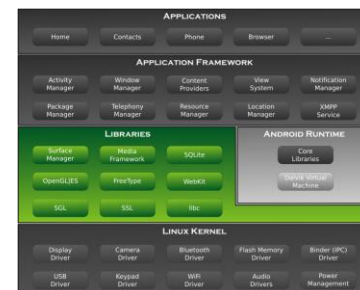 APPLICATIONS
Home
Contacts
Phone
Browser
...
APPLICATION FRAMEWORK
Activity Manager
Window Manager
Content Providers
View System
Notification Manager
Package Manager
Telephony Manager
Resource Manager
Location Manager
XMPP Service
LIBRARIES
Surface Manager
Media Framework
SQLite
OpenGL|ES
FreeType
WebKit
SGL
SSL
libc
ANDROID RUNTIME
Core Libraries
Dalvik Virtual Machine
LINUX KERNEL
Display Driver
Camera Driver
Bluetooth Driver
Flash Memory Driver
Binder (IPC) Driver
USB Driver
Keypad Driver
WiFi Driver
Audio Drivers
Power Management